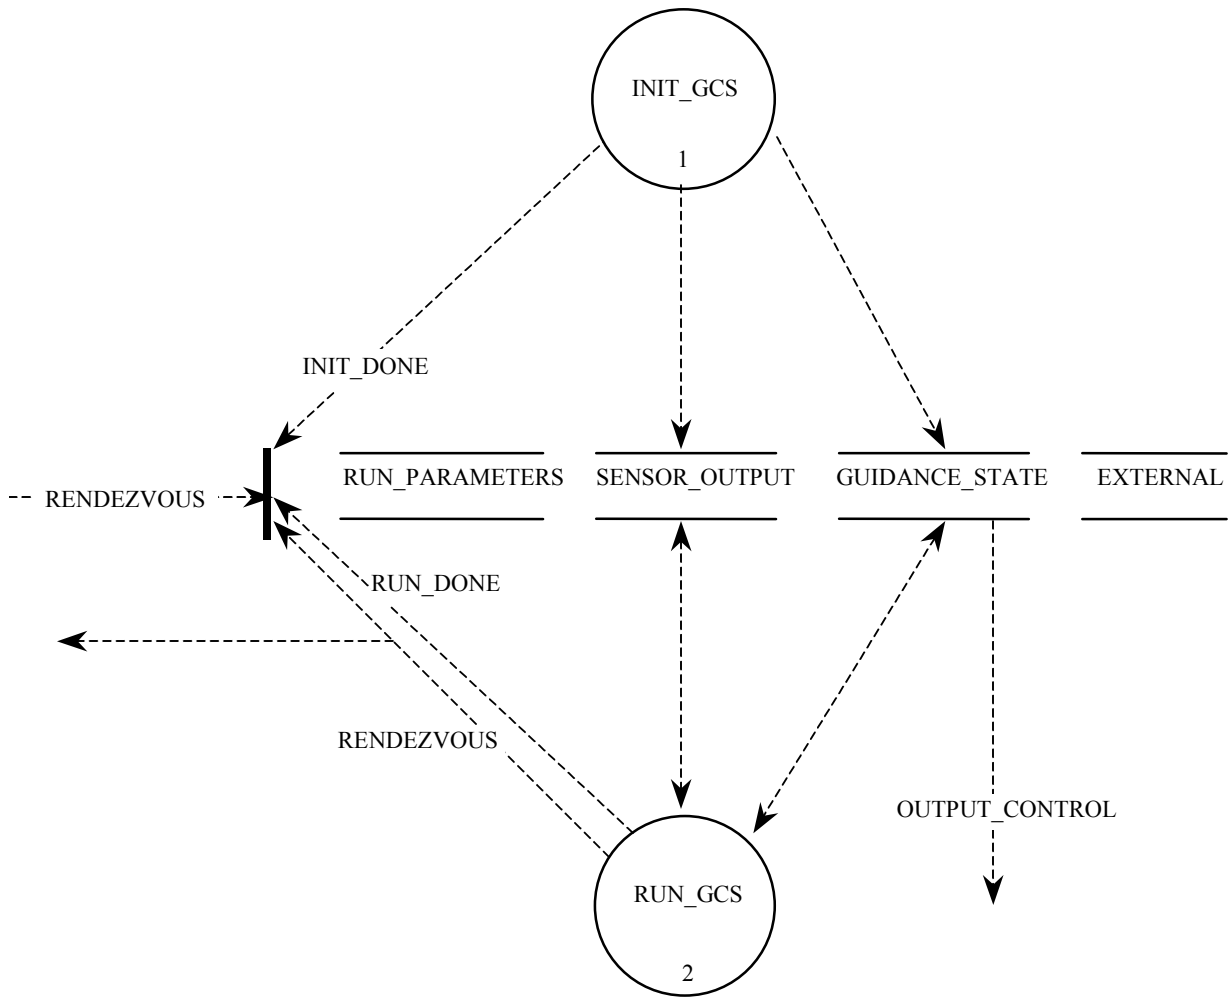 INIT_GCS
1
INIT_DONE
RUN_PARAMETERS
SENSOR_OUTPUT
GUIDANCE_STATE
EXTERNAL
RENDEZVOUS
RUN_DONE
RENDEZVOUS
OUTPUT_CONTROL
RUN_GCS
2